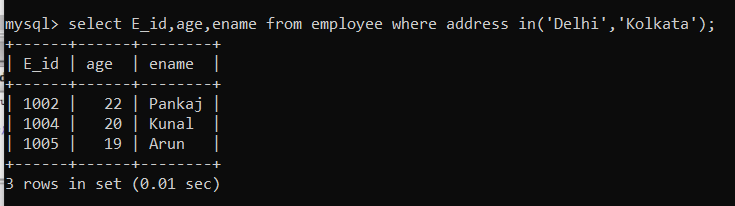 mysql> select E_id,age,ename from employee where address in('Delhi','Kolkata');
+------+------+--------+
| E_id | age  | ename  |
+------+------+--------+
| 1002 |   22 | Pankaj |
| 1004 |   20 | Kunal  |
| 1005 |   19 | Arun   |
+------+------+--------+
3 rows in set (0.01 sec)